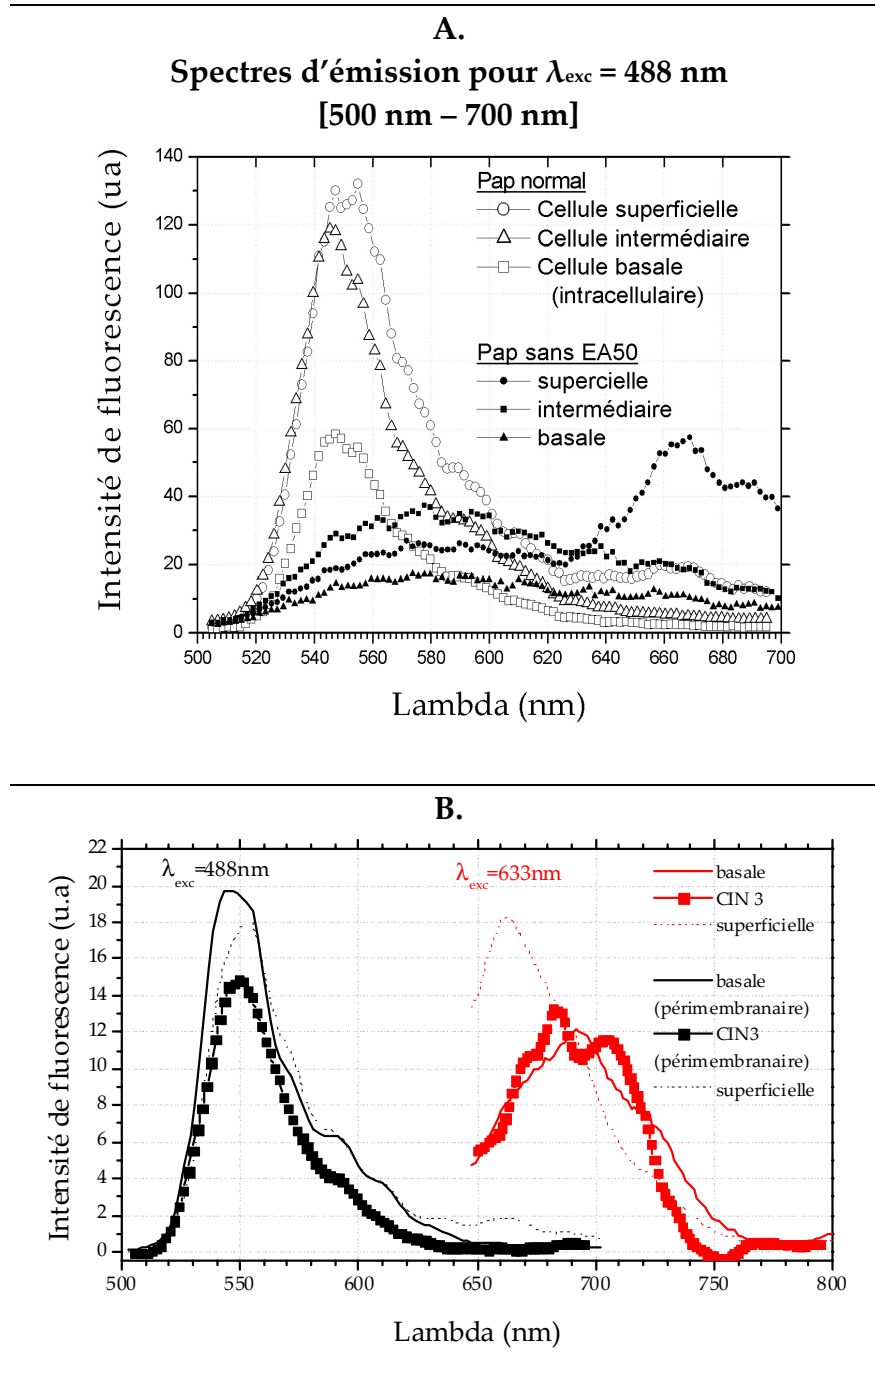 A.
Spectres d’émission pour λexc = 488 nm
[500 nm – 700 nm]
Intensité de fluorescence (ua)
140
120
100
80
60
40
20
0
Pap normal
Cellule superficielle
Cellule intermédiaire
Cellule basale
(intracellulaire)
Pap sans EA50
supercielle
intermédiaire
basale
500 520 540 560 580 600 620 640 660 680 700
Lambda (nm)
B.
Intensité de fluorescence (u.a)
22
20
18
16
14
12
10
8
6
4
2
0
λexc=488nm
λexc=633nm
basale
CIN 3
superficielle
basale
(périmembranaire)
CIN3
(périmembranaire)
superficielle
500 550 600 650 700 750 800
Lambda (nm)